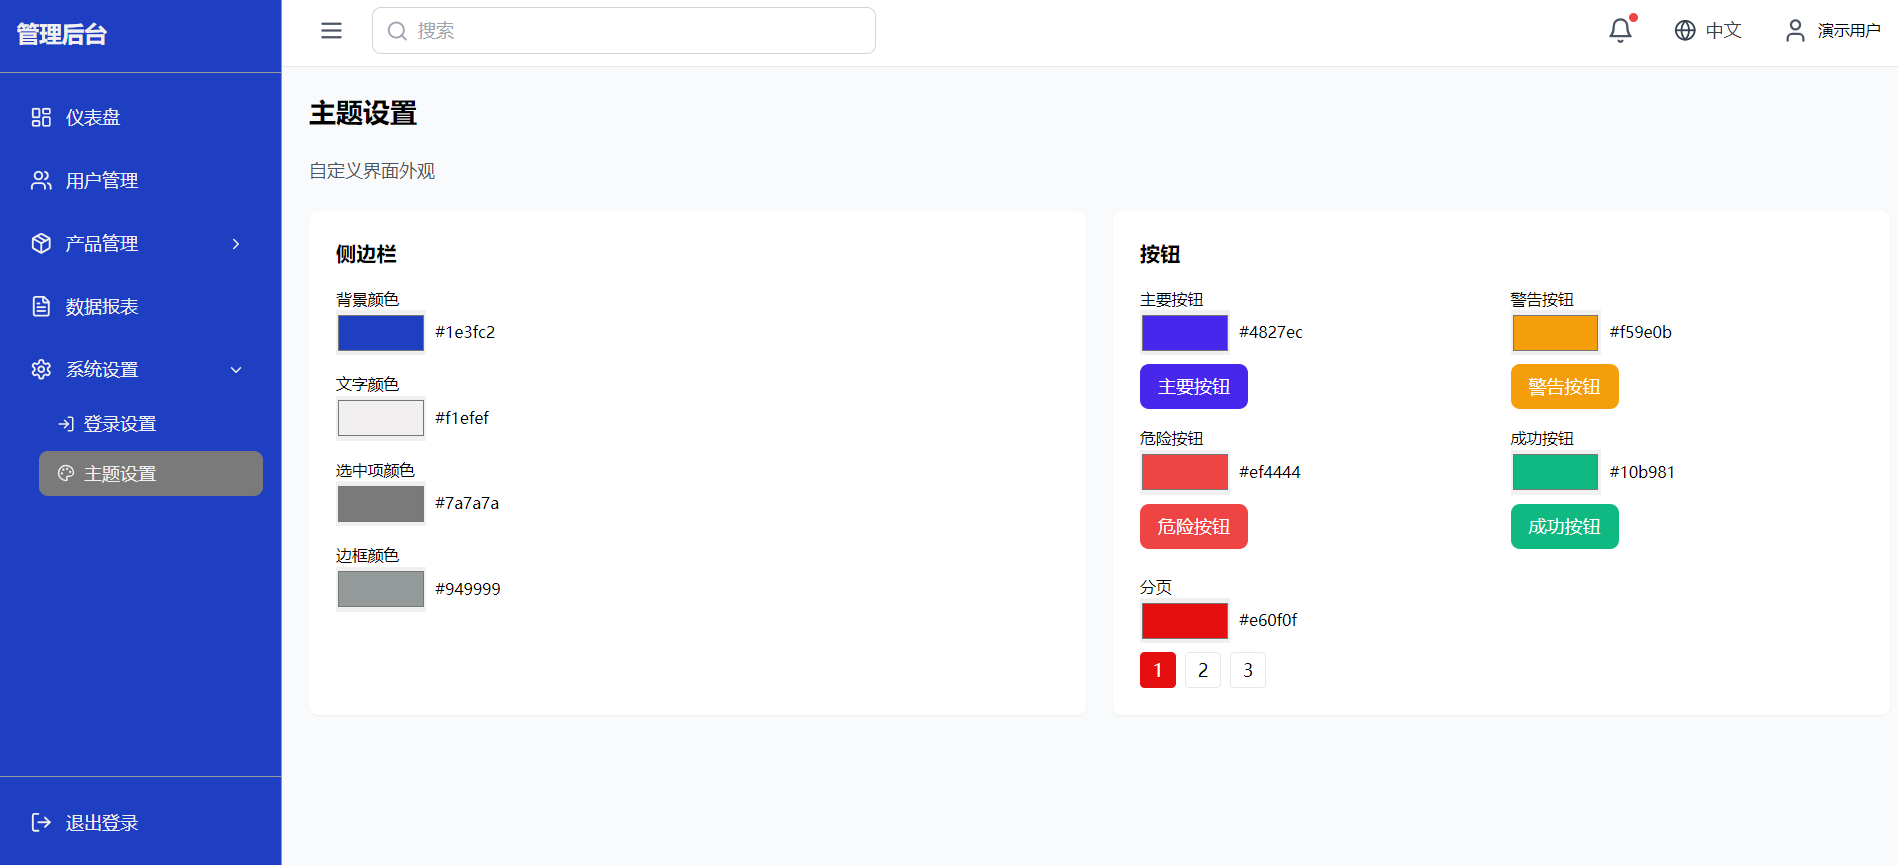 管理后台
仪表盘
用户管理
产品管理
数据报表
系统设置
登录设置
主题设置
退出登录
搜索
中文
演示用户
主题设置
自定义界面外观
侧边栏
背景颜色
#1e3fc2
文字颜色
#f1efef
选中项颜色
#7a7a7a
边框颜色
#949999
按钮
主要按钮
#4827ec
主要按钮
警告按钮
#f59e0b
警告按钮
危险按钮
#ef4444
危险按钮
成功按钮
#10b981
成功按钮
分页
#e60f0f
1 2 3